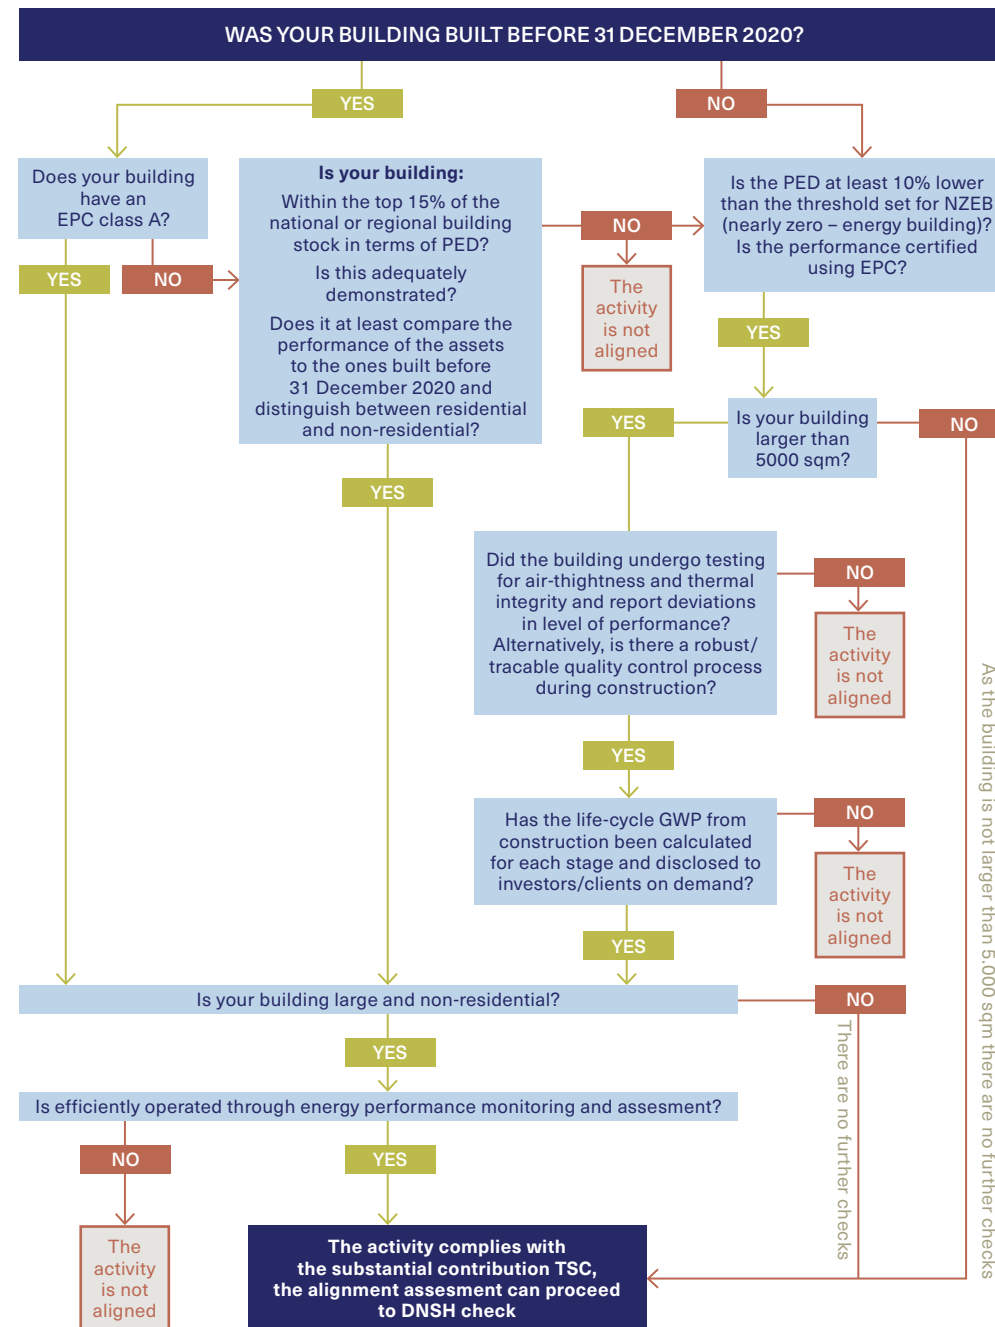 WAS YOUR BUILDING BUILT BEFORE 31 DECEMBER 2020?
YES
NO
Does your building
have an
EPC class A?
YES
NO
Is your building:
Within the top 15% of the
national or regional building
stock in terms of PED?
Is this adequately
demonstrated?
Does it at least compare the
performance of the assets
to the ones built before
31 December 2020 and
distinguish between residential
and non-residential?
YES
NO
The
activity
is not
aligned
Is the PED at least 10% lower
than the threshold set for NZEB
(nearly zero – energy building)?
Is the performance certified
using EPC?
YES
Is your building
larger than
5000 sqm?
YES
NO
Did the building undergo testing
for air-thightness and thermal
integrity and report deviations
in level of performance?
Alternatively, is there a robust/
tracable quality control process
during construction?
NO
The
activity
is not
aligned
YES
Has the life-cycle GWP from
construction been calculated
for each stage and disclosed to
investors/clients on demand?
NO
The
activity
is not
aligned
YES
As the building is not larger than 5.000 sqm there are no further checks
Is your building large and non-residential?
NO
There are no further checks
YES
Is efficiently operated through energy performance monitoring and assesment?
NO
YES
The
activity
is not
aligned
The activity complies with
the substantial contribution TSC,
the alignment assesment can proceed
to DNSH check